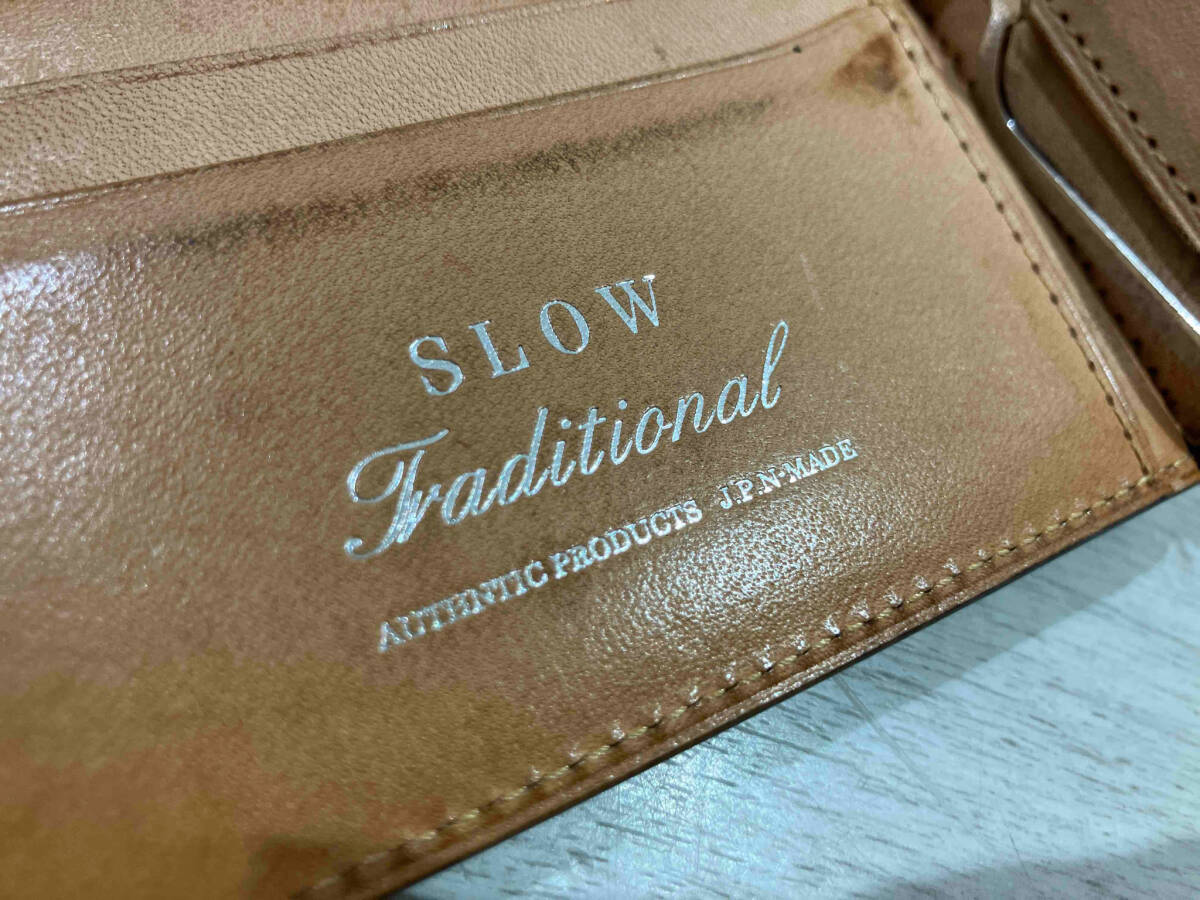 SLOW
Traditional
AUTHENTIC PRODUCTS J.P.N-MADE